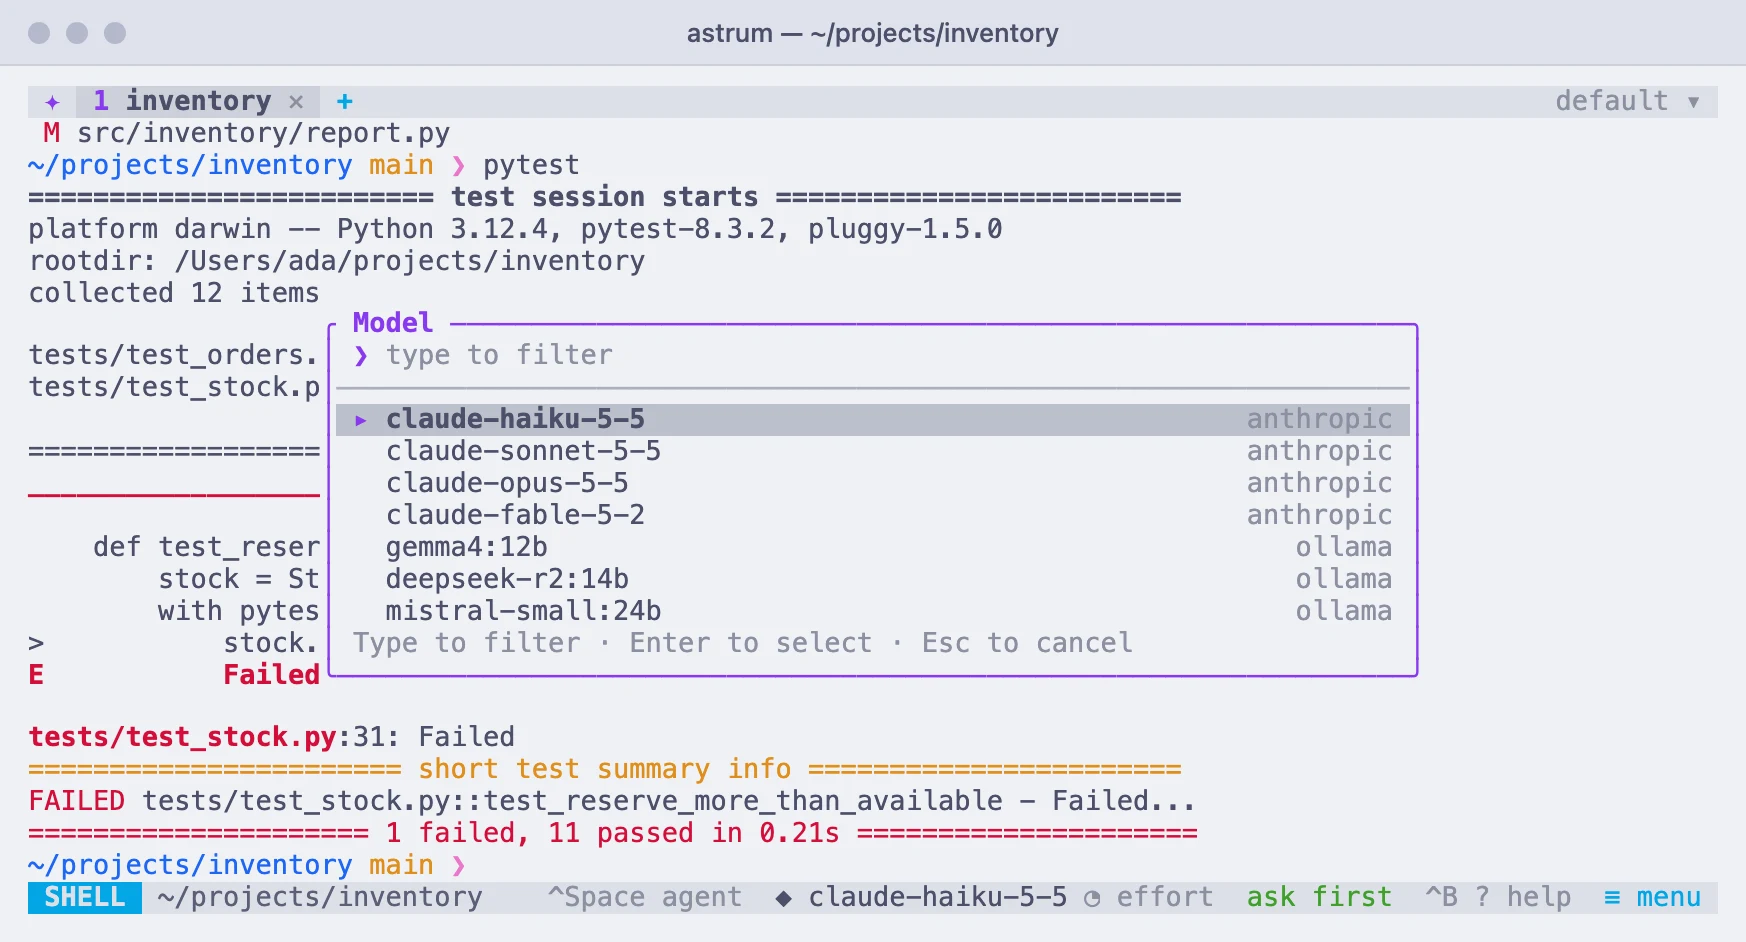 astrum — ~/projects/inventory
✦ 1 inventory × + default ▾
M src/inventory/report.py
~/projects/inventory main ❯ pytest
========================= test session starts =========================
platform darwin -- Python 3.12.4, pytest-8.3.2, pluggy-1.5.0
rootdir: /Users/ada/projects/inventory
collected 12 items
Model
tests/test_orders.
❯ type to filter
tests/test_stock.p
▸ claude-haiku-5-5 anthropic
==================
claude-sonnet-5-5 anthropic
claude-opus-5-5 anthropic
claude-fable-5-2 anthropic
def test_reser
gemma4:12b ollama
stock = St
deepseek-r2:14b ollama
with pytes
mistral-small:24b ollama
> stock.
Type to filter · Enter to select · Esc to cancel
E Failed
tests/test_stock.py:31: Failed
======================= short test summary info =======================
FAILED tests/test_stock.py::test_reserve_more_than_available - Failed...
===================== 1 failed, 11 passed in 0.21s =====================
~/projects/inventory main ❯
SHELL ~/projects/inventory ^Space agent ◆ claude-haiku-5-5 ◔ effort ask first ^B ? help ≡ menu